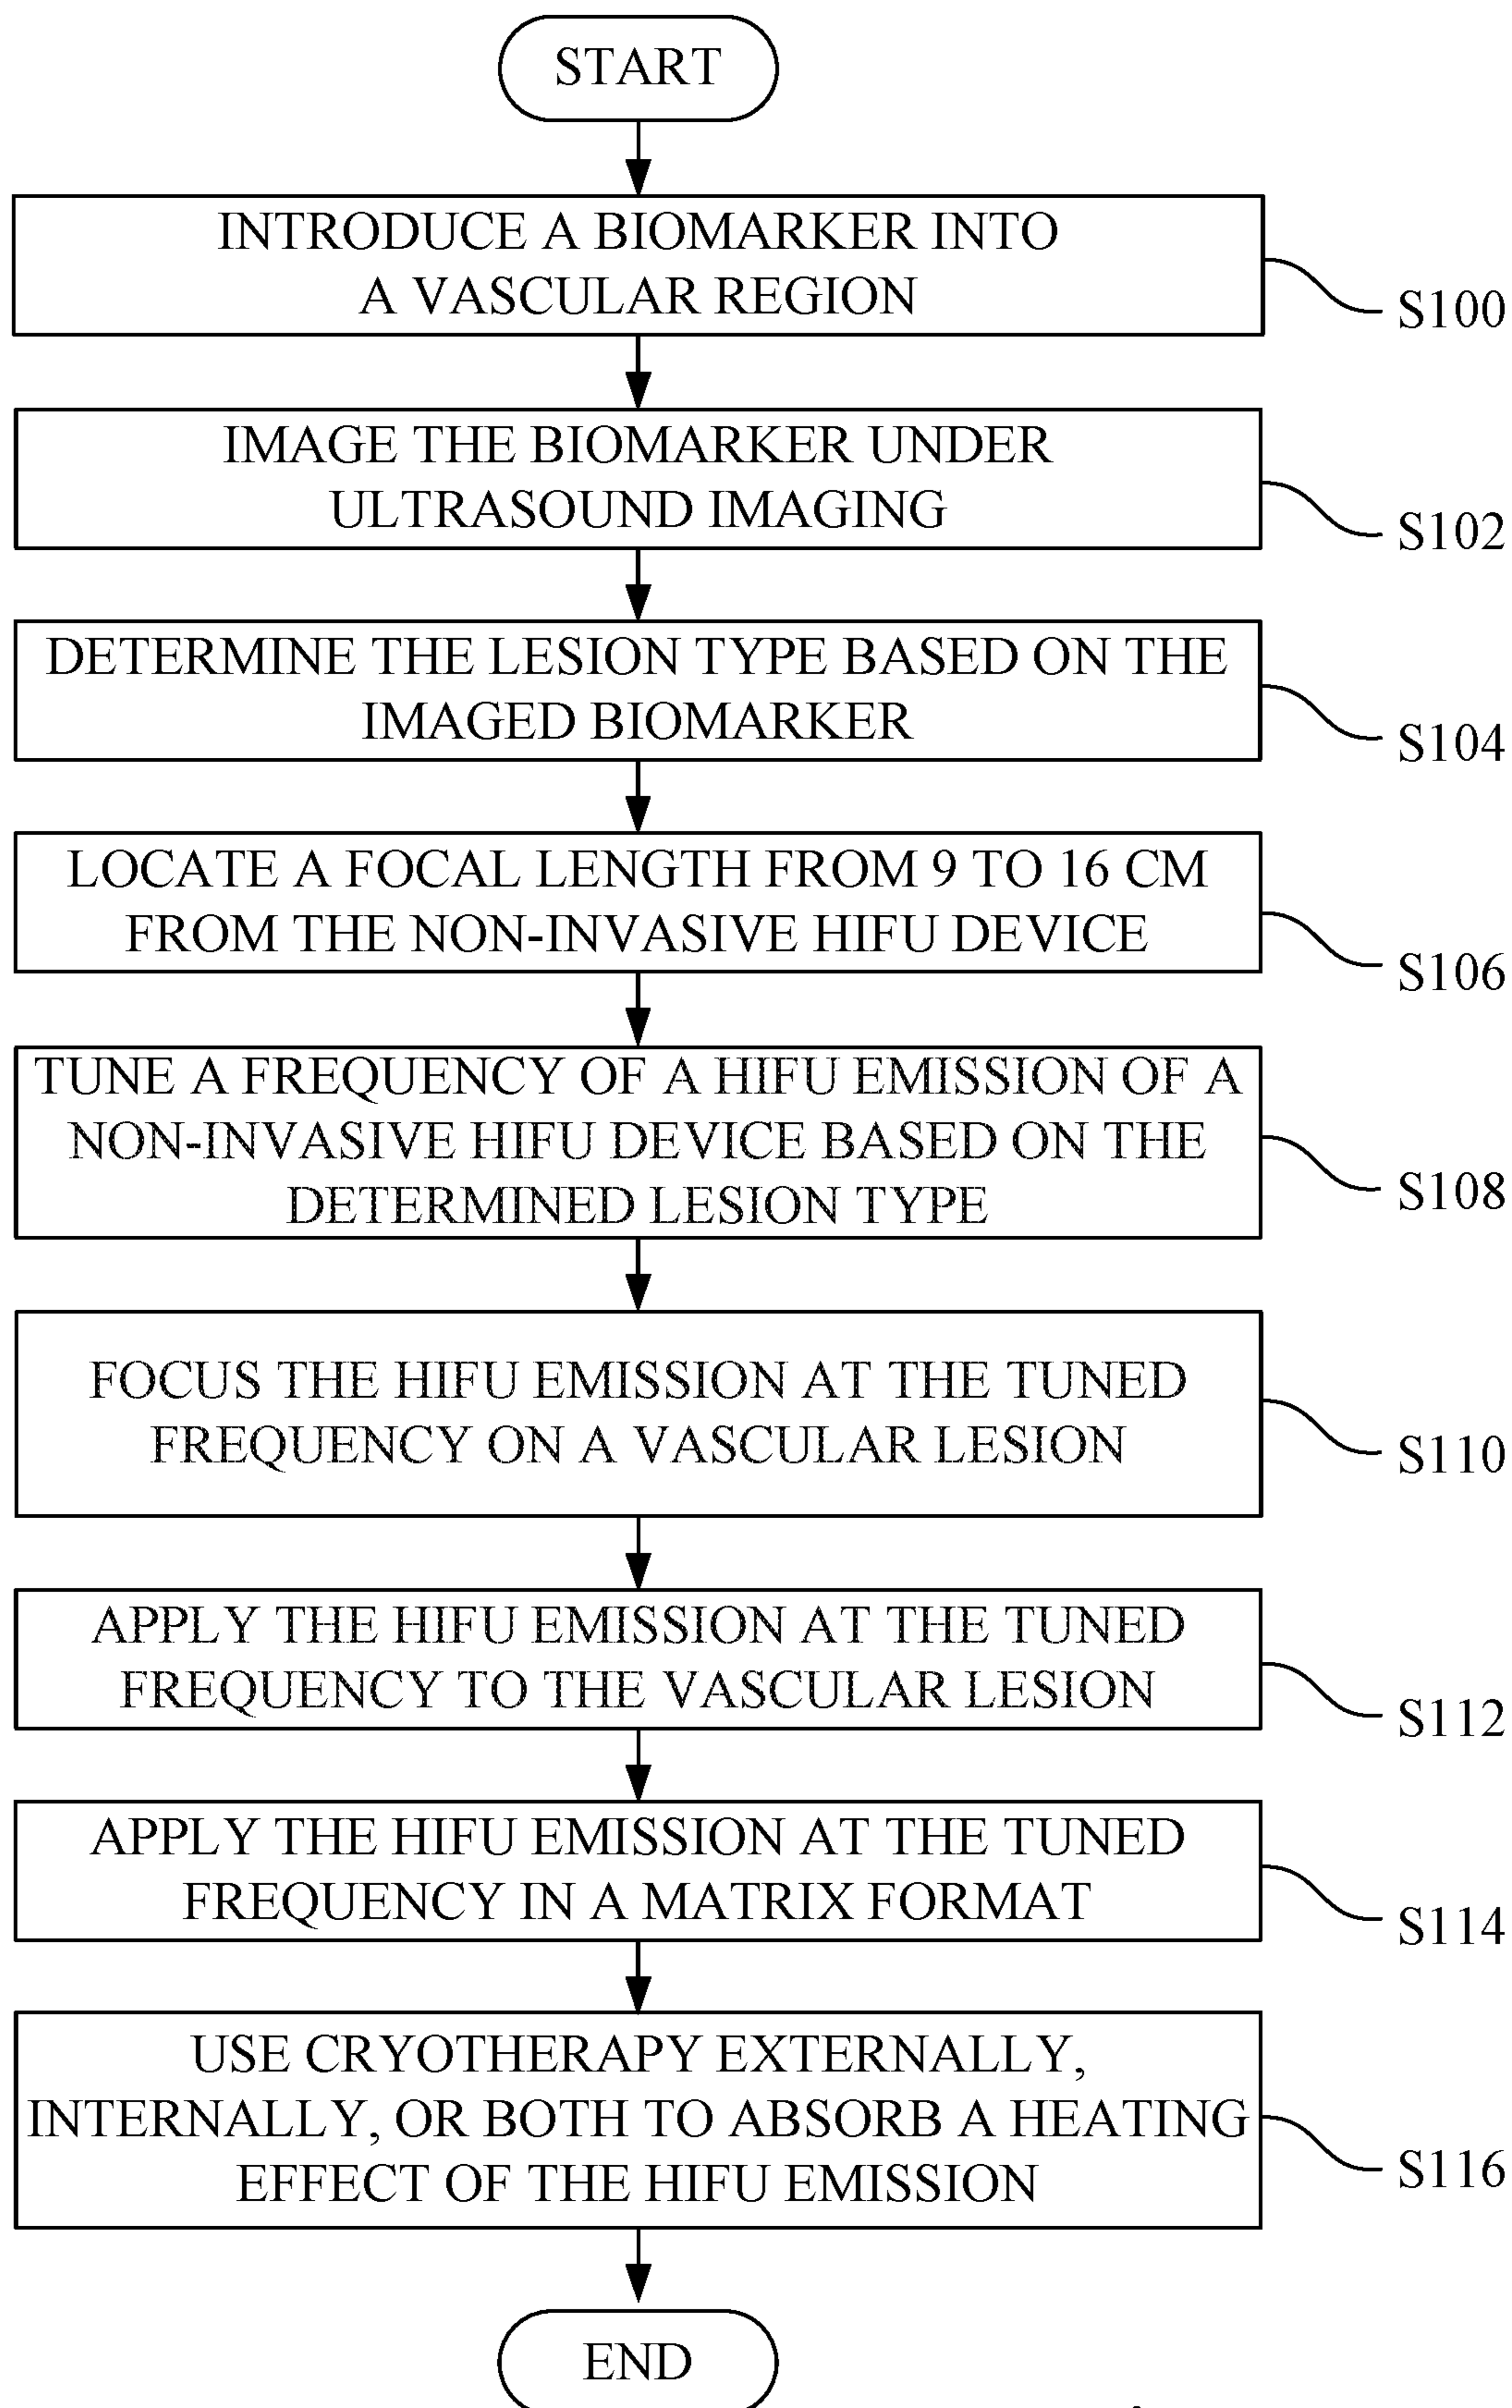 START
INTRODUCE A BIOMARKER INTO
A VASCULAR REGION
S100
IMAGE THE BIOMARKER UNDER
ULTRASOUND IMAGING
S102
DETERMINE THE LESION TYPE BASED ON THE
IMAGED BIOMARKER
S104
LOCATE A FOCAL LENGTH FROM 9 TO 16 CM
FROM THE NON-INVASIVE HIFU DEVICE
S106
TUNE A FREQUENCY OF A HIFU EMISSION OF A
NON-INVASIVE HIFU DEVICE BASED ON THE
DETERMINED LESION TYPE
S108
FOCUS THE HIFU EMISSION AT THE TUNED
FREQUENCY ON A VASCULAR LESION
S110
APPLY THE HIFU EMISSION AT THE TUNED
FREQUENCY TO THE VASCULAR LESION
S112
APPLY THE HIFU EMISSION AT THE TUNED
FREQUENCY IN A MATRIX FORMAT
S114
USE CRYOTHERAPY EXTERNALLY,
INTERNALLY, OR BOTH TO ABSORB A HEATING
EFFECT OF THE HIFU EMISSION
S116
END